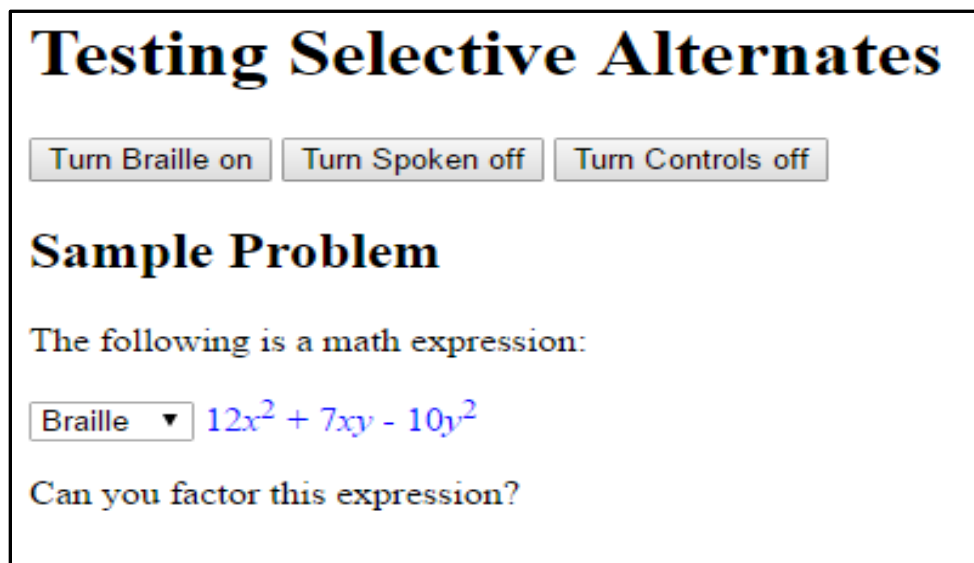 Testing Selective Alternates
Turn Braille on Turn Spoken off Turn Controls off
Sample Problem
The following is a math expression:
Braille ▼ 12x² + 7xy - 10y²
Can you factor this expression?